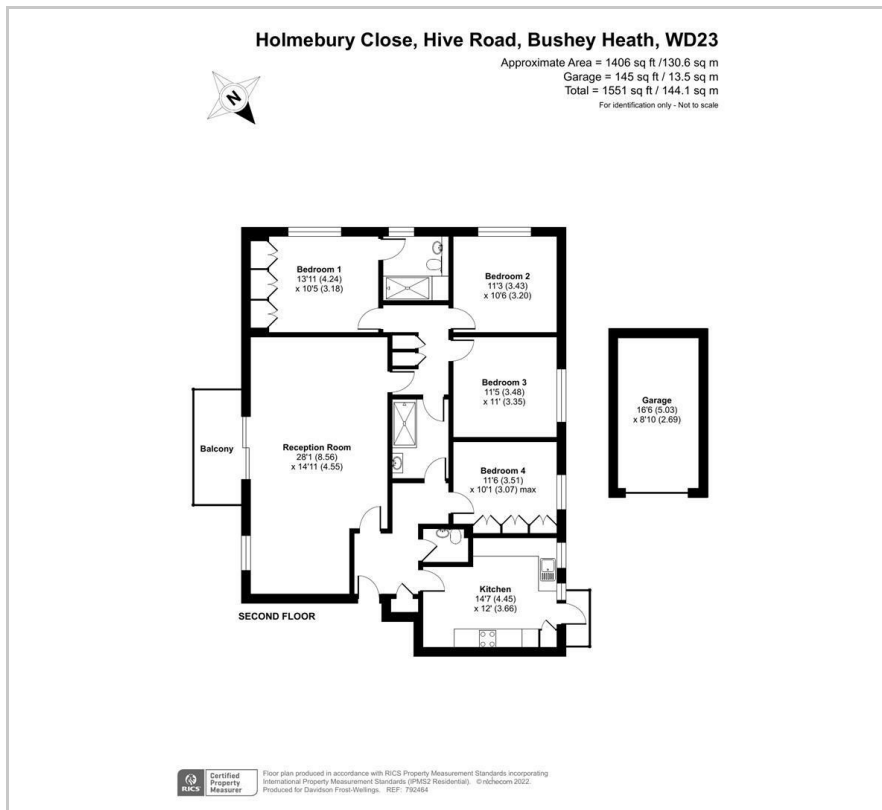 Holmebury Close, Hive Road, Bushey Heath, WD23
Approximate Area = 1406 sq ft /130.6 sq m
Garage = 145 sq ft / 13.5 sq m
Total = 1551 sq ft / 144.1 sq m
For identification only - Not to scale
N
Bedroom 1
13'11 (4.24)
x 10'5 (3.18)
Bedroom 2
11'3 (3.43)
x 10'6 (3.20)
Bedroom 3
11'5 (3.48)
x 11' (3.35)
Garage
16'6 (5.03)
x 8'10 (2.69)
Balcony
Reception Room
28'1 (8.56)
x 14'11 (4.55)
Bedroom 4
11'6 (3.51)
x 10'1 (3.07) max
Kitchen
14'7 (4.45)
x 12' (3.66)
SECOND FLOOR
RICS
Certified
Property
Measurer
Floor plan produced in accordance with RICS Property Measurement Standards incorporating
International Property Measurement Standards (IPMS2 Residential). © nichecom 2022.
Produced for Davidson Frost-Wellings. REF: 792464